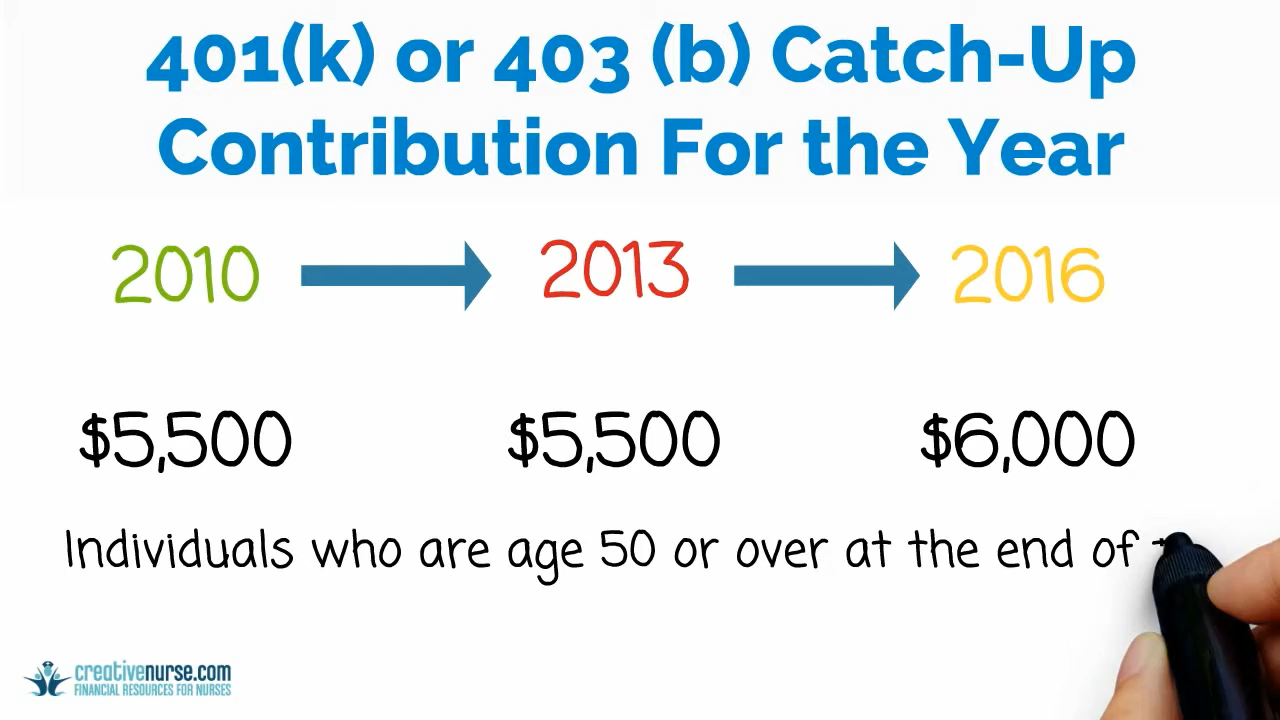 401(k) or 403 (b) Catch-Up
Contribution For the Year
2010 2013 2016
$5,500 $5,500 $6,000
Individuals who are age 50 or over at the end of
creativenurse.com
FINANCIAL RESOURCES FOR NURSES